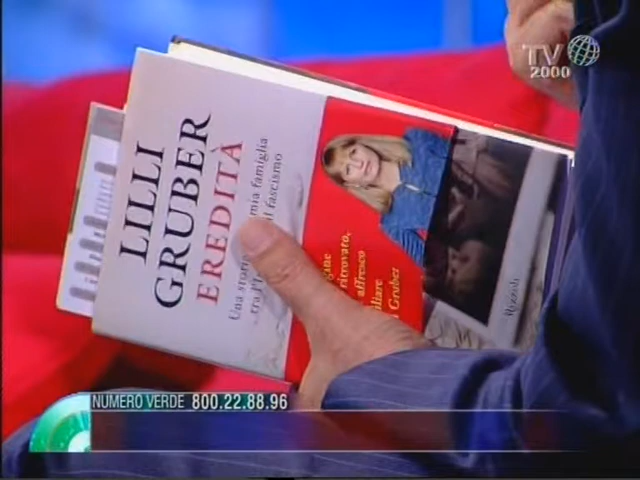 TV
2000
LILLI
GRUBER
EREDITÀ
Una storia mia famiglia
tra l' il fascismo
ritrovato,
affresco
Gruber
Rizzoli
NUMERO VERDE 800.22.88.96